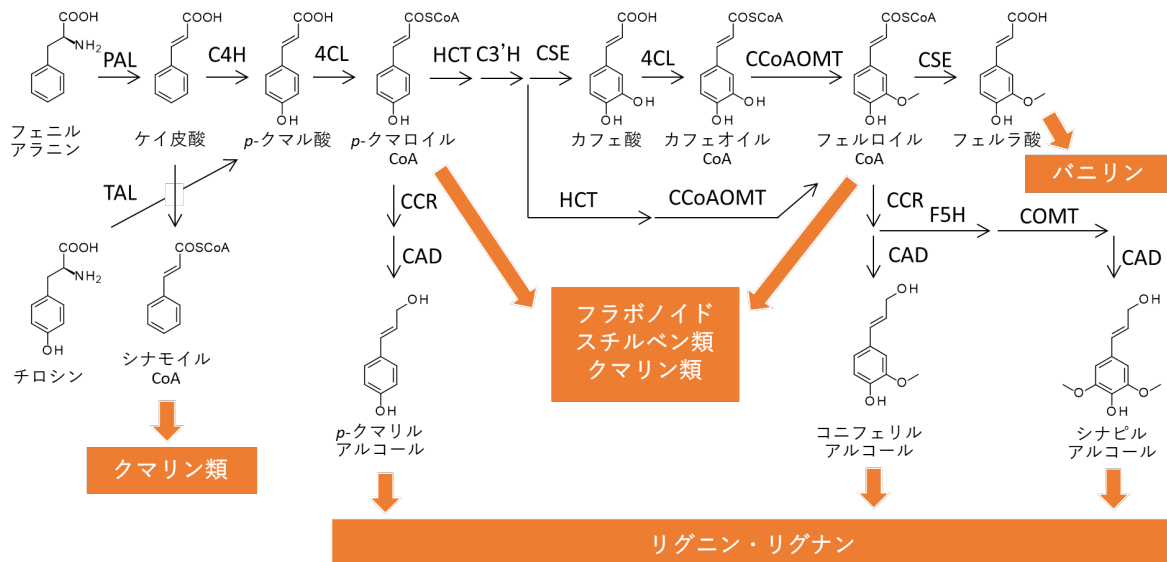 COOH
NH2
フェニル
アラニン
PAL
COOH
ケイ皮酸
C4H
COOH
OH
p-クマル酸
4CL
COSCoA
OH
p-クマロイル
CoA
HCT
C3’H
CSE
COOH
OH
OH
カフェ酸
4CL
COSCoA
OH
OH
カフェオイル
CoA
CCoAOMT
COSCoA
O
OH
フェルロイル
CoA
CSE
COOH
O
OH
フェルラ酸
バニリン
TAL
COOH
NH2
OH
チロシン
COSCoA
シナモイル
CoA
クマリン類
CCR
CAD
OH
OH
p-クマリル
アルコール
HCT
CCoAOMT
フラボノイド
スチルベン類
クマリン類
CCR
CAD
OH
O
OH
コニフェリル
アルコール
F5H
COMT
CAD
OH
O
O
OH
シナピル
アルコール
リグニン・リグナン